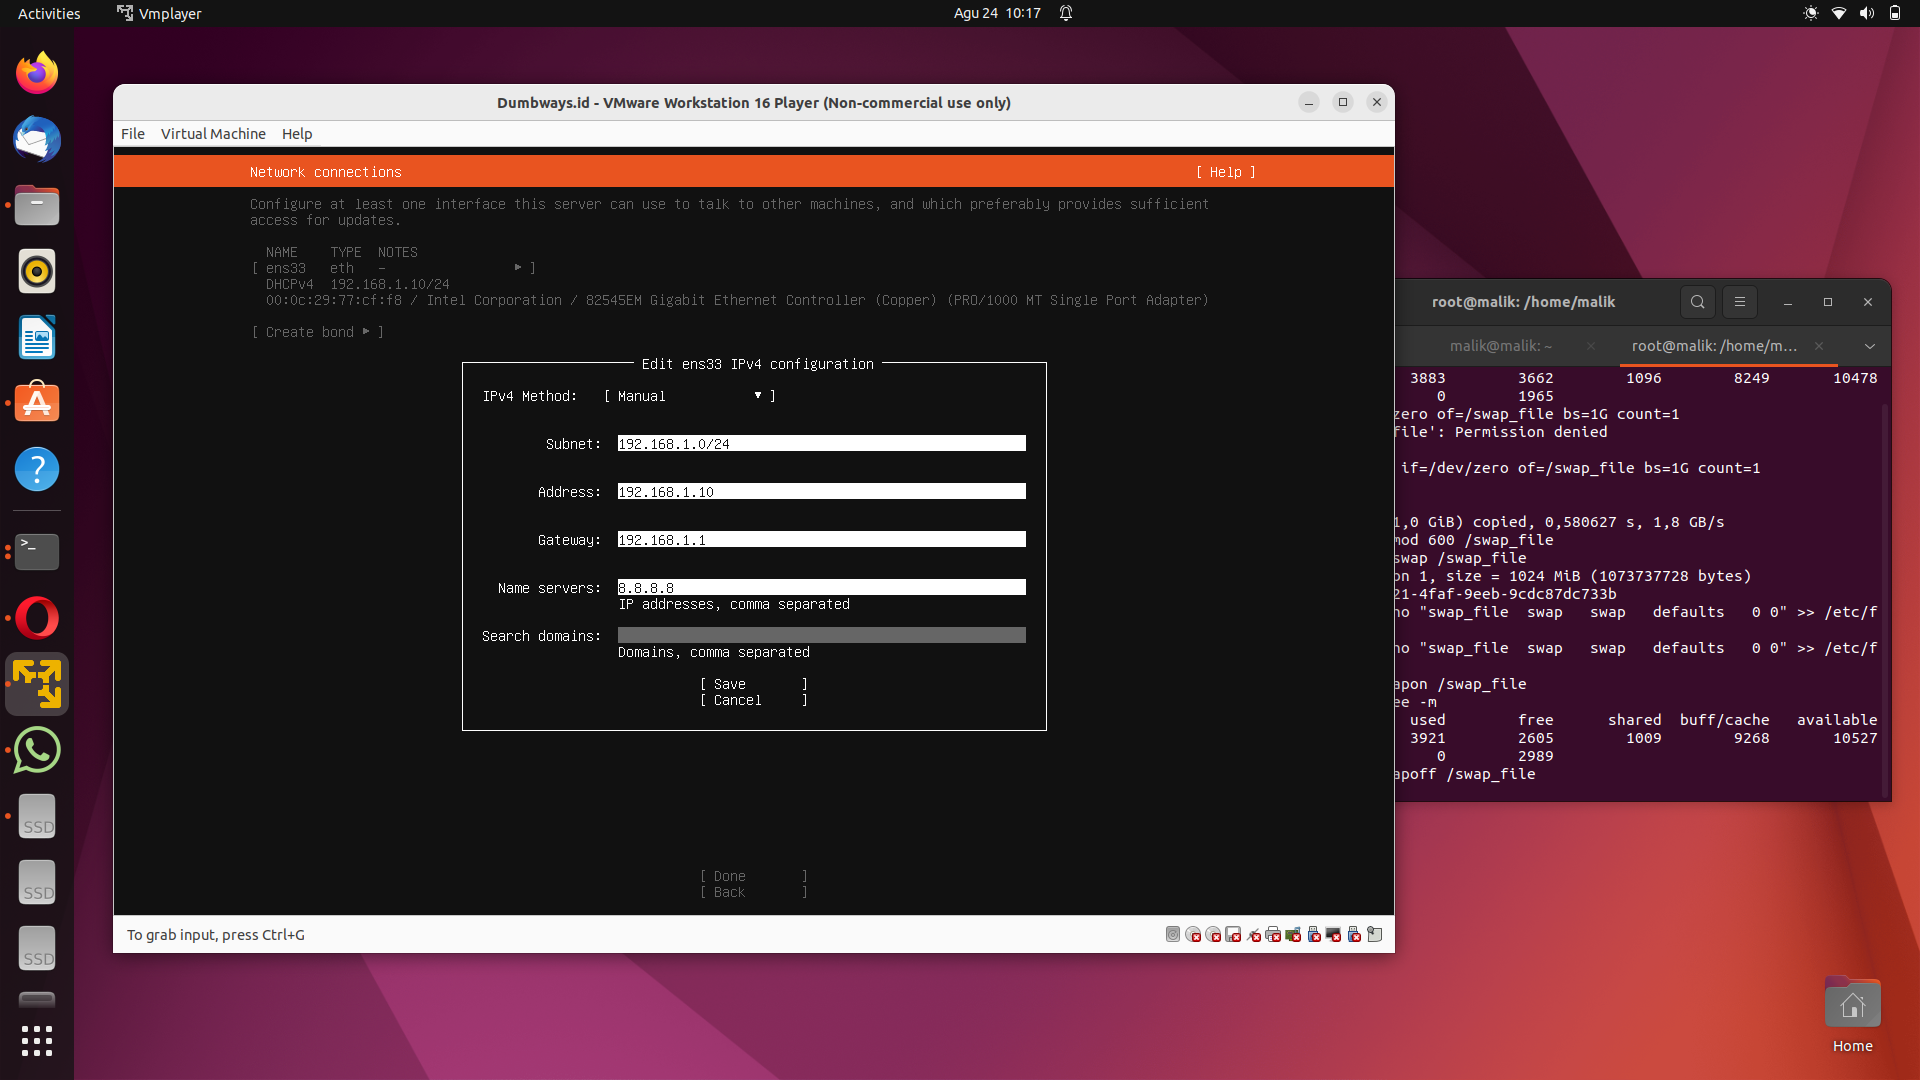 Activities
Vmplayer
Agu 24 10:17
Dumbways.id - VMware Workstation 16 Player (Non-commercial use only)
File Virtual Machine Help
Network connections [ Help ]
Configure at least one interface this server can use to talk to other machines, and which preferably provides sufficient
access for updates.
NAME TYPE NOTES
[ ens33 eth - ▸ ]
DHCPv4 192.168.1.10/24
00:0c:29:77:cf:f8 / Intel Corporation / 82545EM Gigabit Ethernet Controller (Copper) (PRO/1000 MT Single Port Adapter)
[ Create bond ▸ ]
Edit ens33 IPv4 configuration
IPv4 Method: [ Manual ▾ ]
Subnet: 192.168.1.0/24
Address: 192.168.1.10
Gateway: 192.168.1.1
Name servers: 8.8.8.8
IP addresses, comma separated
Search domains:
Domains, comma separated
[ Save ]
[ Cancel ]
[ Done ]
[ Back ]
To grab input, press Ctrl+G
root@malik: /home/malik
malik@malik: ~
root@malik: /home/m...
3883 3662 1096 8249 10478
0 1965
zero of=/swap_file bs=1G count=1
file': Permission denied
if=/dev/zero of=/swap_file bs=1G count=1
1,0 GiB) copied, 0,580627 s, 1,8 GB/s
mod 600 /swap_file
swap /swap_file
on 1, size = 1024 MiB (1073737728 bytes)
21-4faf-9eeb-9cdc87dc733b
ho "swap_file swap swap defaults 0 0" >> /etc/f
ho "swap_file swap swap defaults 0 0" >> /etc/f
apon /swap_file
ee -m
used free shared buff/cache available
3921 2605 1009 9268 10527
0 2989
apoff /swap_file
SSD
SSD
SSD
Home